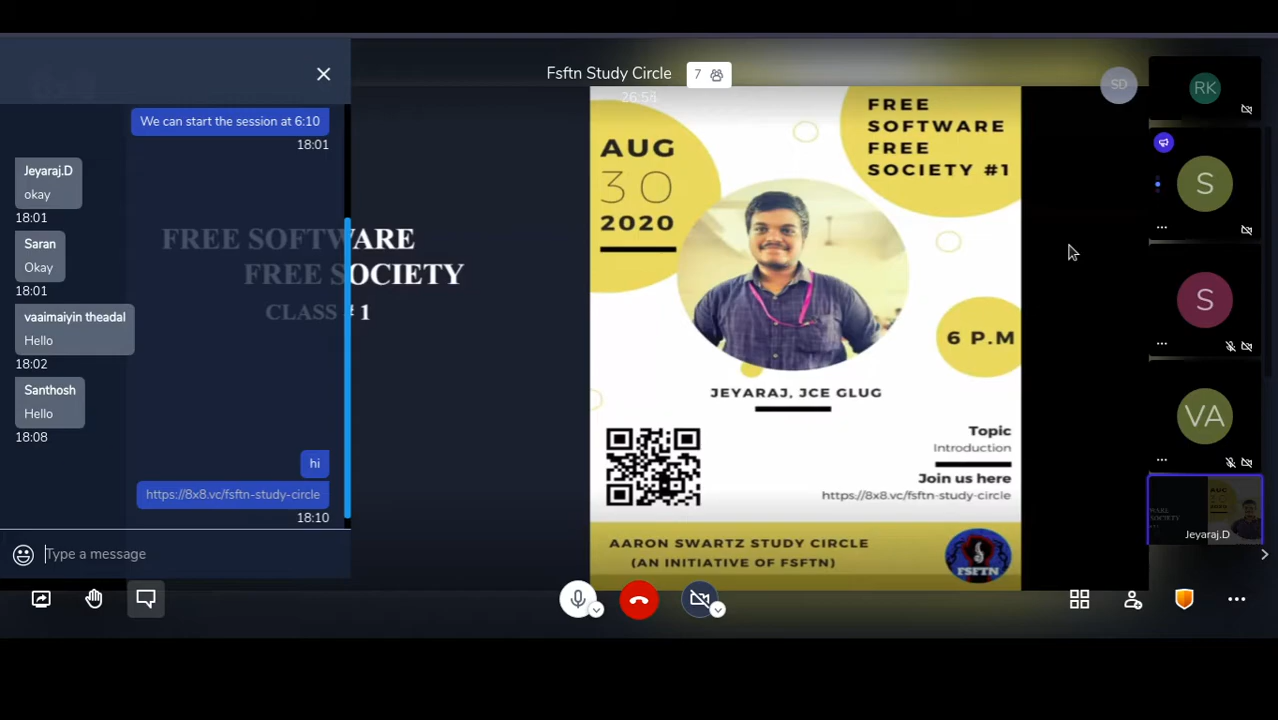 Fsftn Study Circle
7
We can start the session at 6:10
18:01
Jeyaraj.D
okay
18:01
Saran
Okay
18:01
vaaimaiyin theadal
Hello
18:02
Santhosh
Hello
18:08
hi
https://8x8.vc/fsftn-study-circle
18:10
Type a message
FREE SOFTWARE
FREE SOCIETY
CLASS # 1
AUG
30
2020
FREE
SOFTWARE
FREE
SOCIETY #1
6 P.M
JEYARAJ, JCE GLUG
Topic
Introduction
Join us here
https://8x8.vc/fsftn-study-circle
AARON SWARTZ STUDY CIRCLE
(AN INITIATIVE OF FSFTN)
FSFTN
SD
RK
S
S
VA
Jeyaraj.D